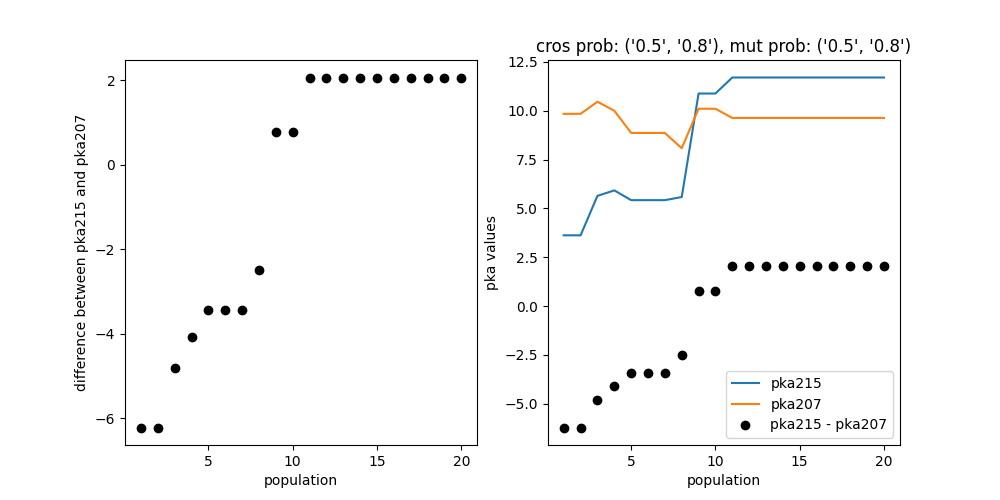 cros prob: ('0.5', '0.8'), mut prob: ('0.5', '0.8')
difference between pka215 and pka207
2
0
−2
−4
−6
5
10
15
20
population
pka values
12.5
10.0
7.5
5.0
2.5
0.0
−2.5
−5.0
5
10
15
20
population
pka215
pka207
pka215 - pka207